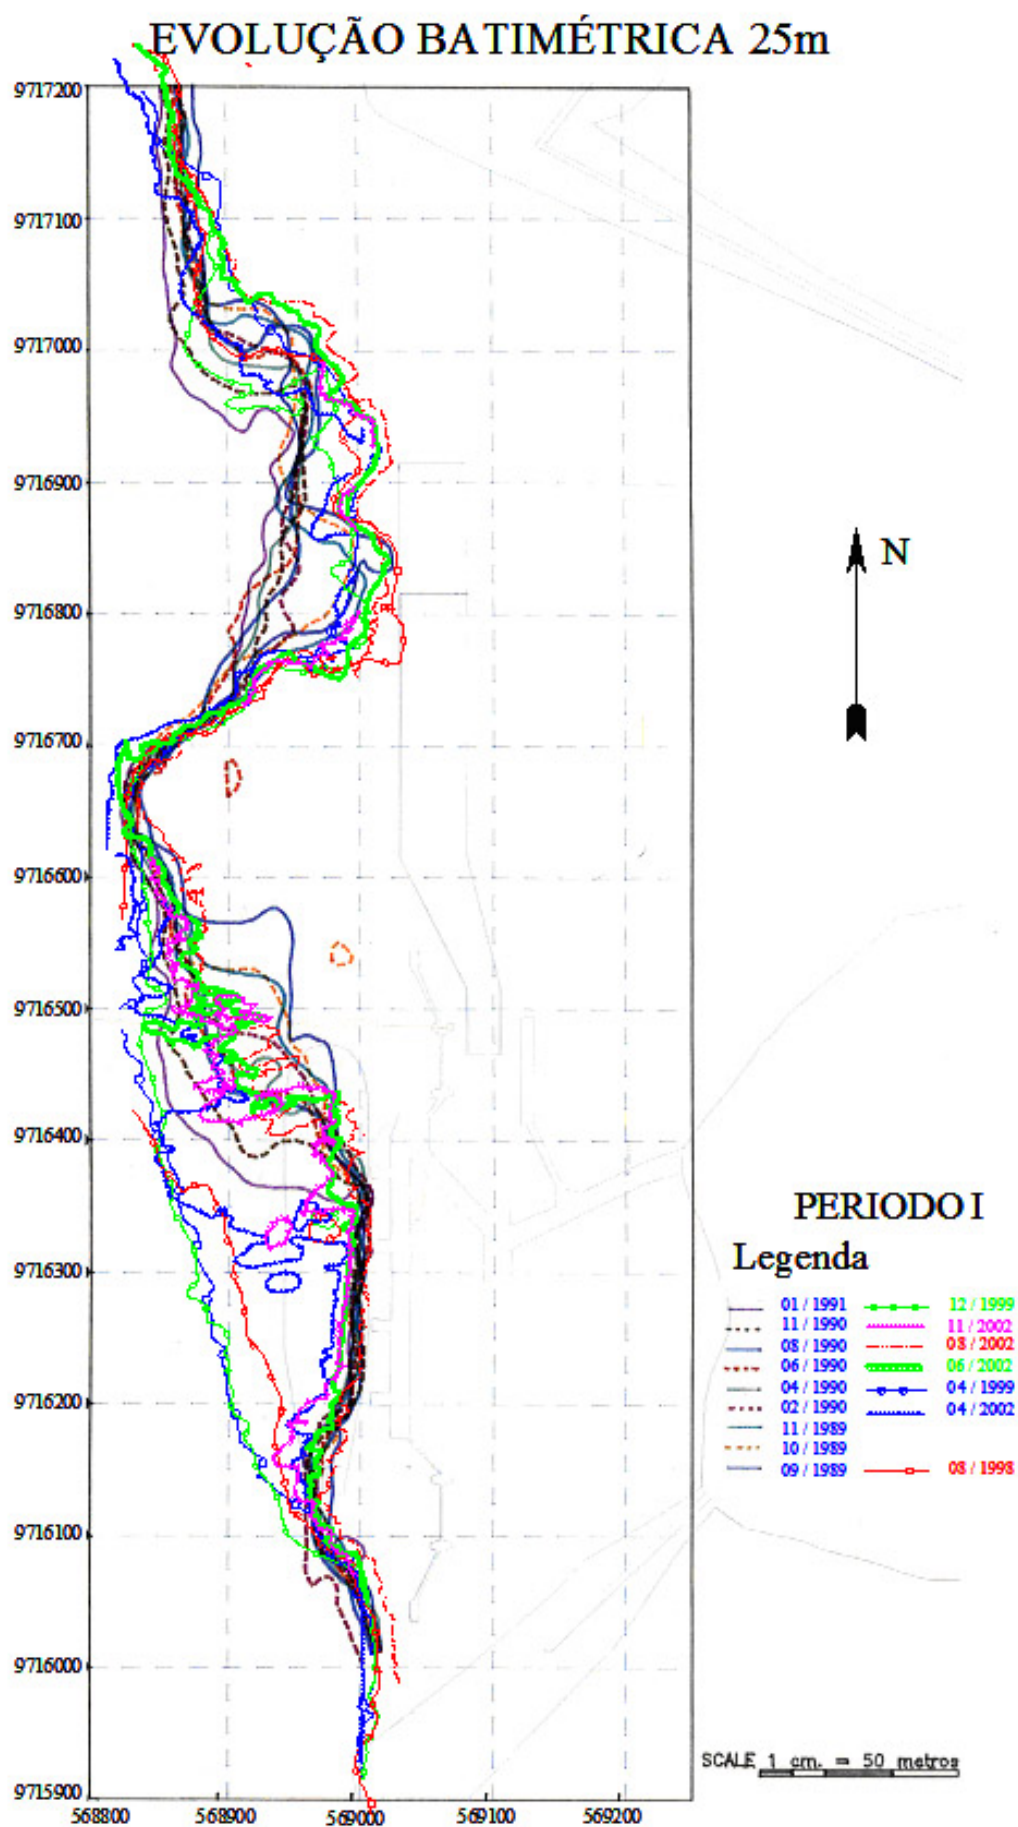 EVOLUÇÃO BATIMÉTRICA 25m
9717200
9717100
9717000
9716900
9716800
9716700
9716600
9716500
9716400
9716300
9716200
9716100
9716000
9715900
568800 568900 569000 569100 569200
N
PERIODO I
Legenda
01 / 1991
11 / 1990
08 / 1990
06 / 1990
04 / 1990
02 / 1990
11 / 1989
10 / 1989
09 / 1989
12 / 1999
11 / 2002
08 / 2002
06 / 2002
04 / 1999
04 / 2002
08 / 1998
SCALE 1 cm. = 50 metros